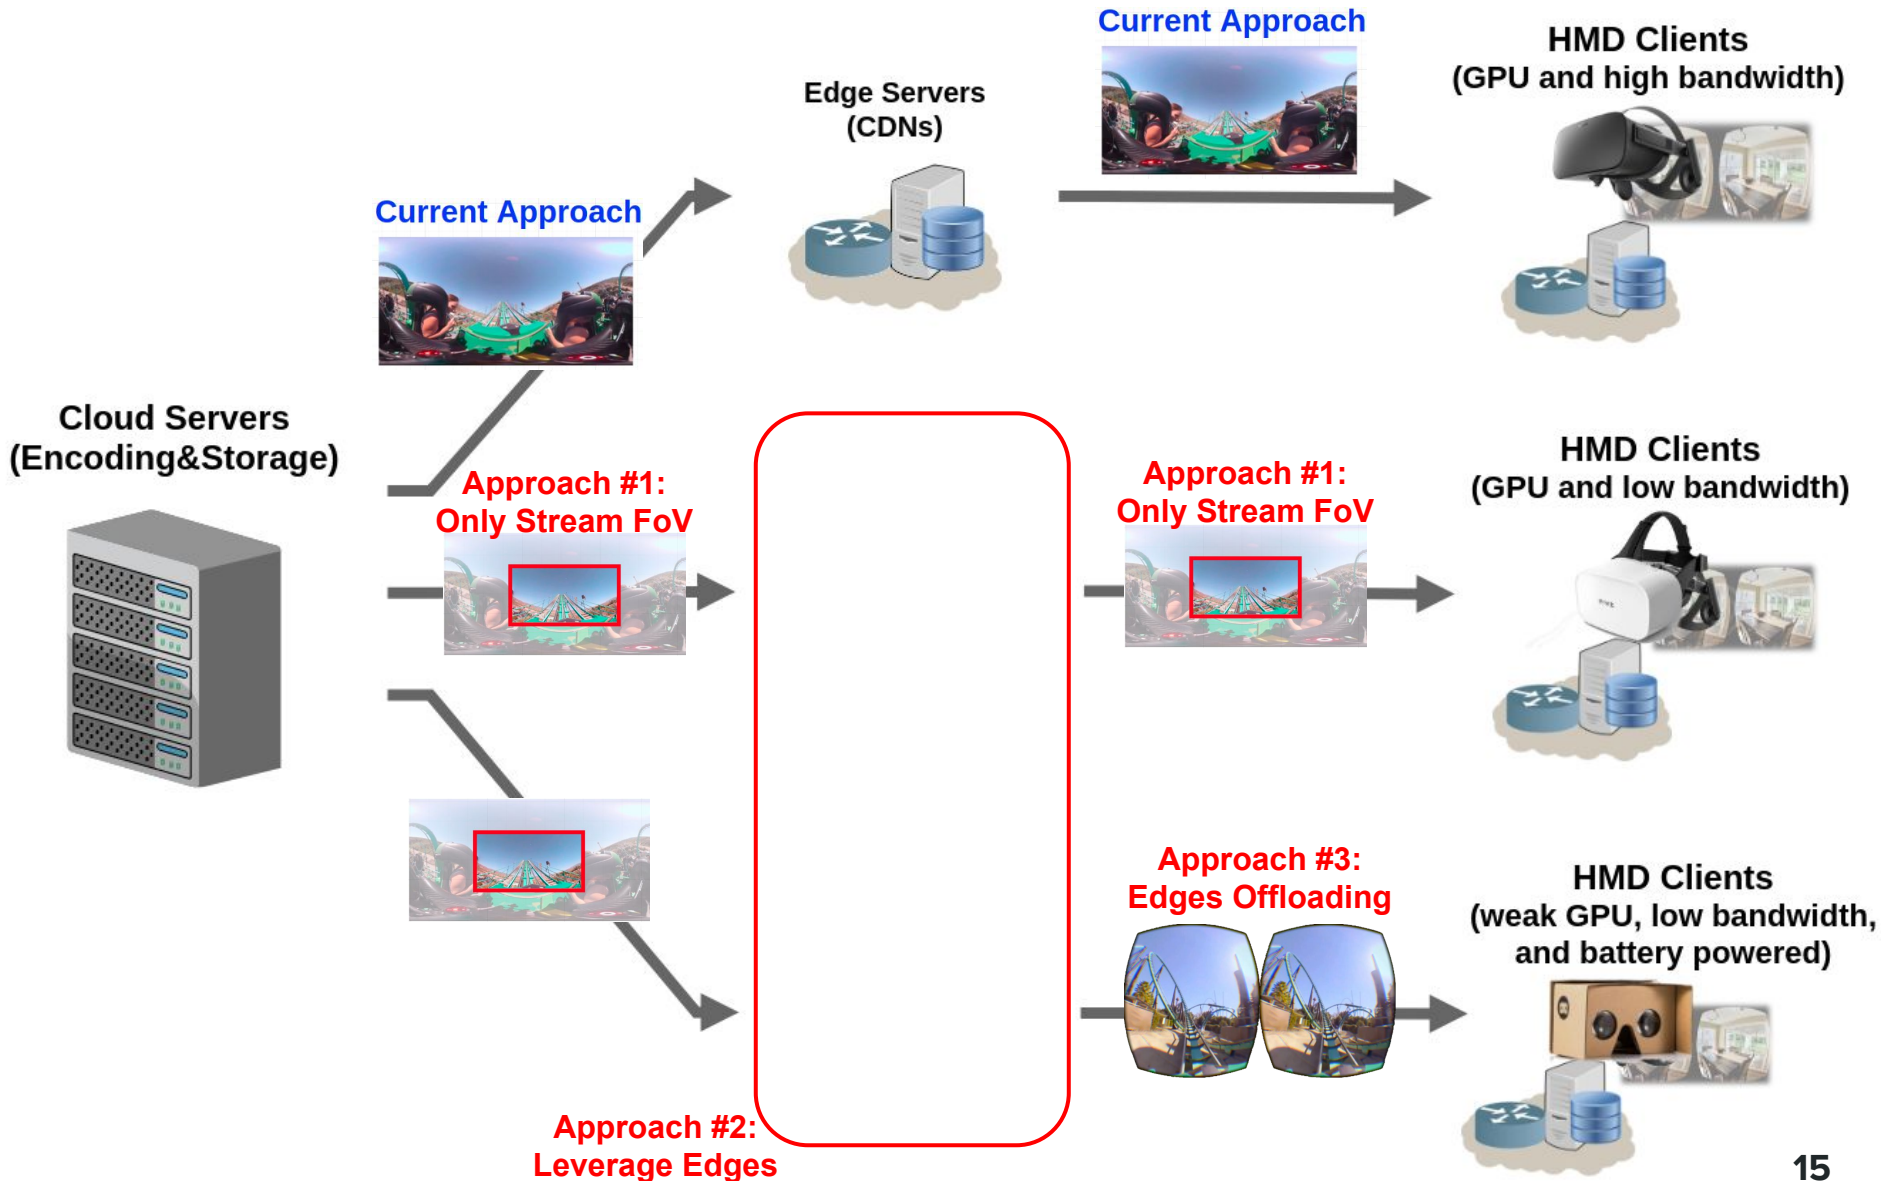 Current Approach
HMD Clients
(GPU and high bandwidth)
Edge Servers
(CDNs)
Current Approach
Cloud Servers
(Encoding&Storage)
Approach #1:
Only Stream FoV
Approach #1:
Only Stream FoV
HMD Clients
(GPU and low bandwidth)
Approach #3:
Edges Offloading
HMD Clients
(weak GPU, low bandwidth,
and battery powered)
Approach #2:
Leverage Edges
15